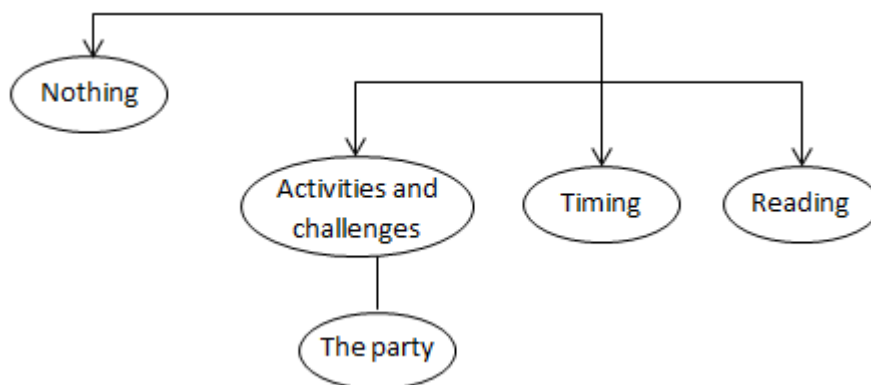 Nothing
Activities and
challenges
Timing
Reading
The party